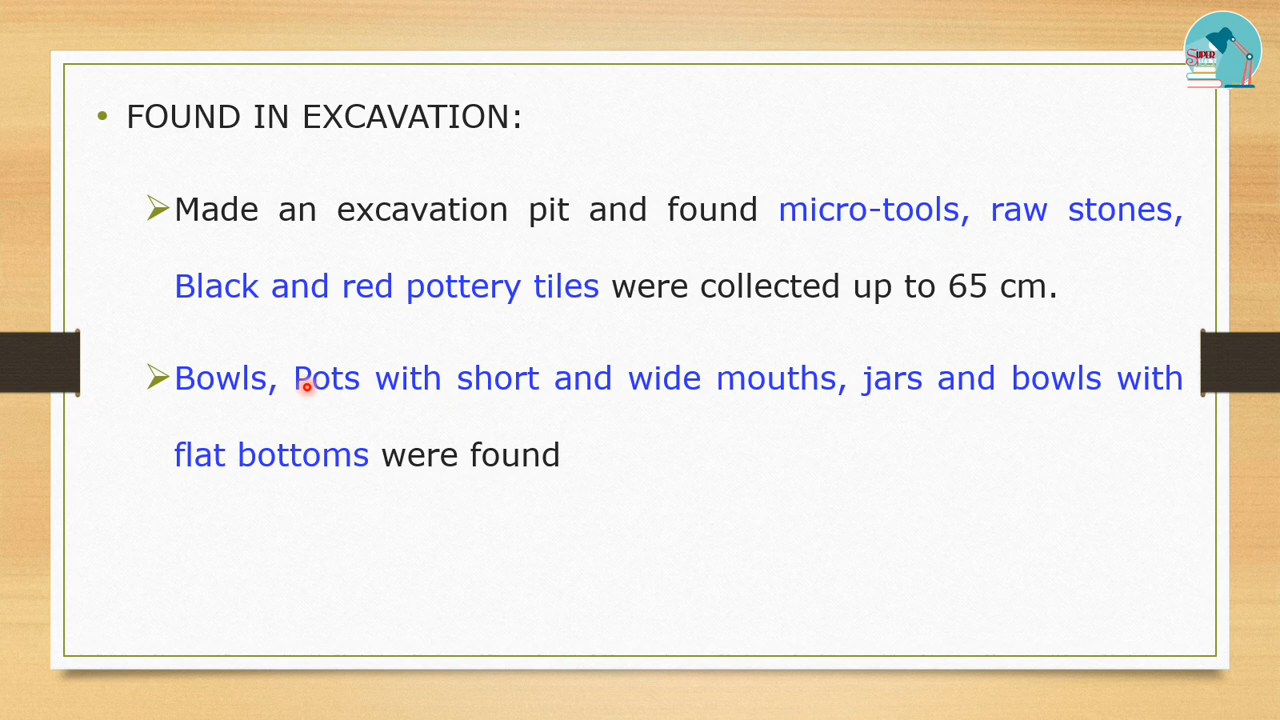 SUPER
• FOUND IN EXCAVATION:
➢Made an excavation pit and found micro-tools, raw stones,
Black and red pottery tiles were collected up to 65 cm.
➢Bowls, Pots with short and wide mouths, jars and bowls with
flat bottoms were found